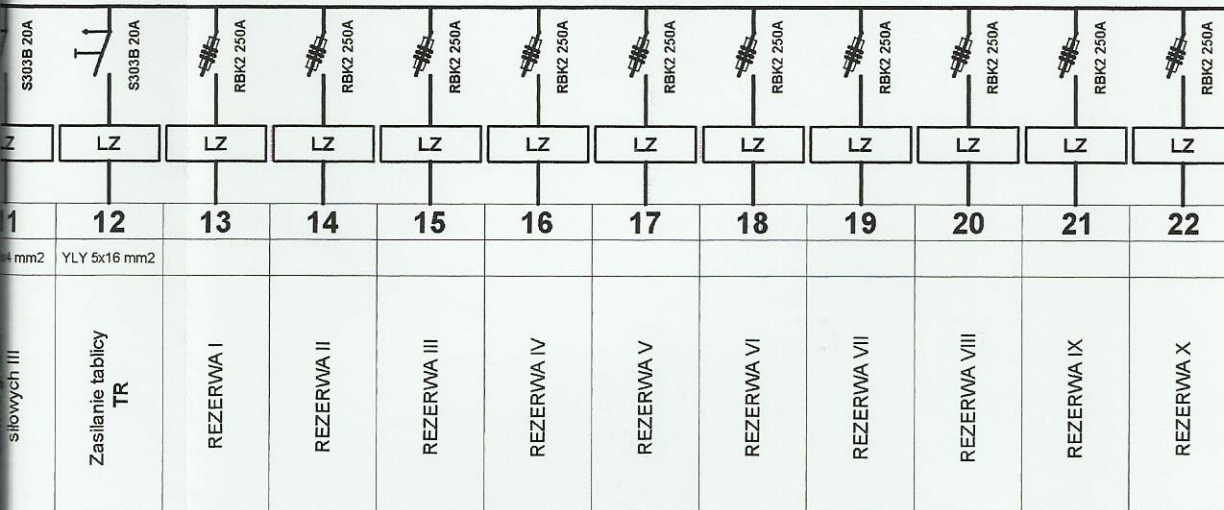 S303B 20A
S303B 20A
RBK2 250A
RBK2 250A
RBK2 250A
RBK2 250A
RBK2 250A
RBK2 250A
RBK2 250A
RBK2 250A
RBK2 250A
RBK2 250A
LZ
LZ
LZ
LZ
LZ
LZ
LZ
LZ
LZ
LZ
LZ
LZ
11
12
13
14
15
16
17
18
19
20
21
22
mm2
YLY 5x16 mm2
siłowych III
Zasilanie tablicy
TR
REZERWA I
REZERWA II
REZERWA III
REZERWA IV
REZERWA V
REZERWA VI
REZERWA VII
REZERWA VIII
REZERWA IX
REZERWA X